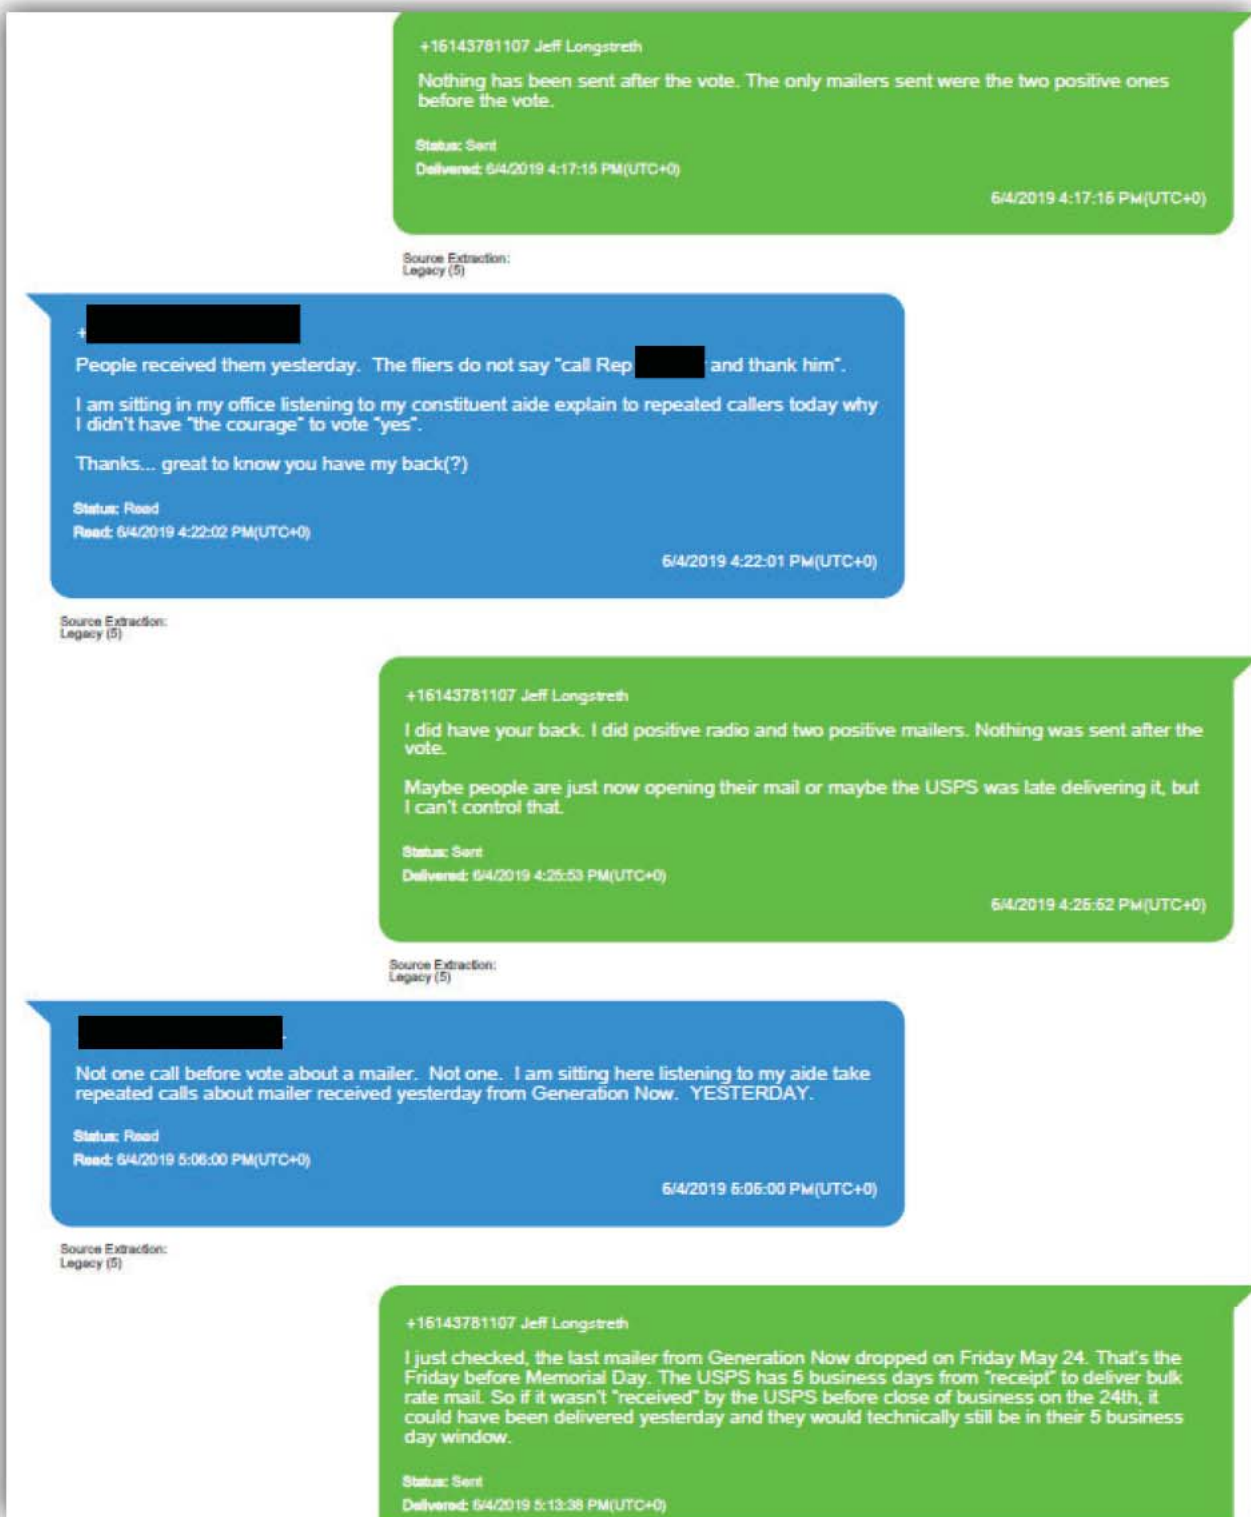 +16143781107 Jeff Longstreth
Nothing has been sent after the vote. The only mailers sent were the two positive ones
before the vote.
Status: Sent
Delivered: 6/4/2019 4:17:15 PM(UTC+0)
6/4/2019 4:17:15 PM(UTC+0)
Source Extraction:
Legacy (5)
+
People received them yesterday.  The fliers do not say "call Rep and thank him".
I am sitting in my office listening to my constituent aide explain to repeated callers today why
I didn't have "the courage" to vote "yes".
Thanks... great to know you have my back(?)
Status: Read
Read: 6/4/2019 4:22:02 PM(UTC+0)
6/4/2019 4:22:01 PM(UTC+0)
Source Extraction:
Legacy (5)
+16143781107 Jeff Longstreth
I did have your back. I did positive radio and two positive mailers. Nothing was sent after the
vote.
Maybe people are just now opening their mail or maybe the USPS was late delivering it, but
I can't control that.
Status: Sent
Delivered: 6/4/2019 4:25:53 PM(UTC+0)
6/4/2019 4:25:52 PM(UTC+0)
Source Extraction:
Legacy (5)
Not one call before vote about a mailer.  Not one.  I am sitting here listening to my aide take
repeated calls about mailer received yesterday from Generation Now.  YESTERDAY.
Status: Read
Read: 6/4/2019 5:06:00 PM(UTC+0)
6/4/2019 5:05:00 PM(UTC+0)
Source Extraction:
Legacy (5)
+16143781107 Jeff Longstreth
I just checked, the last mailer from Generation Now dropped on Friday May 24. That's the
Friday before Memorial Day. The USPS has 5 business days from "receipt" to deliver bulk
rate mail. So if it wasn't "received" by the USPS before close of business on the 24th, it
could have been delivered yesterday and they would technically still be in their 5 business
day window.
Status: Sent
Delivered: 6/4/2019 5:13:38 PM(UTC+0)